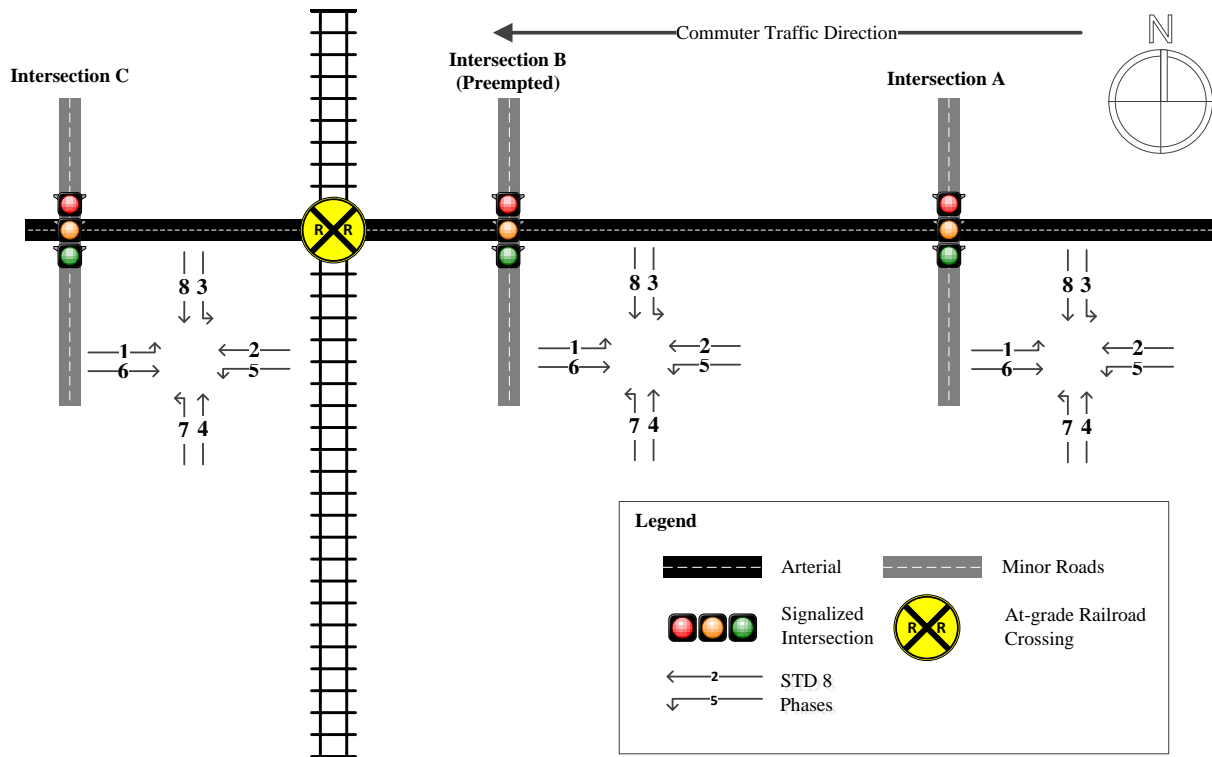 Commuter Traffic Direction
N
Intersection C
Intersection B
(Preempted)
Intersection A
R R
8 3
1 2
6 5
7 4
8 3
1 2
6 5
7 4
8 3
1 2
6 5
7 4
Legend
Arterial
Minor Roads
Signalized
Intersection
R R
At-grade Railroad
Crossing
2
5
STD 8
Phases